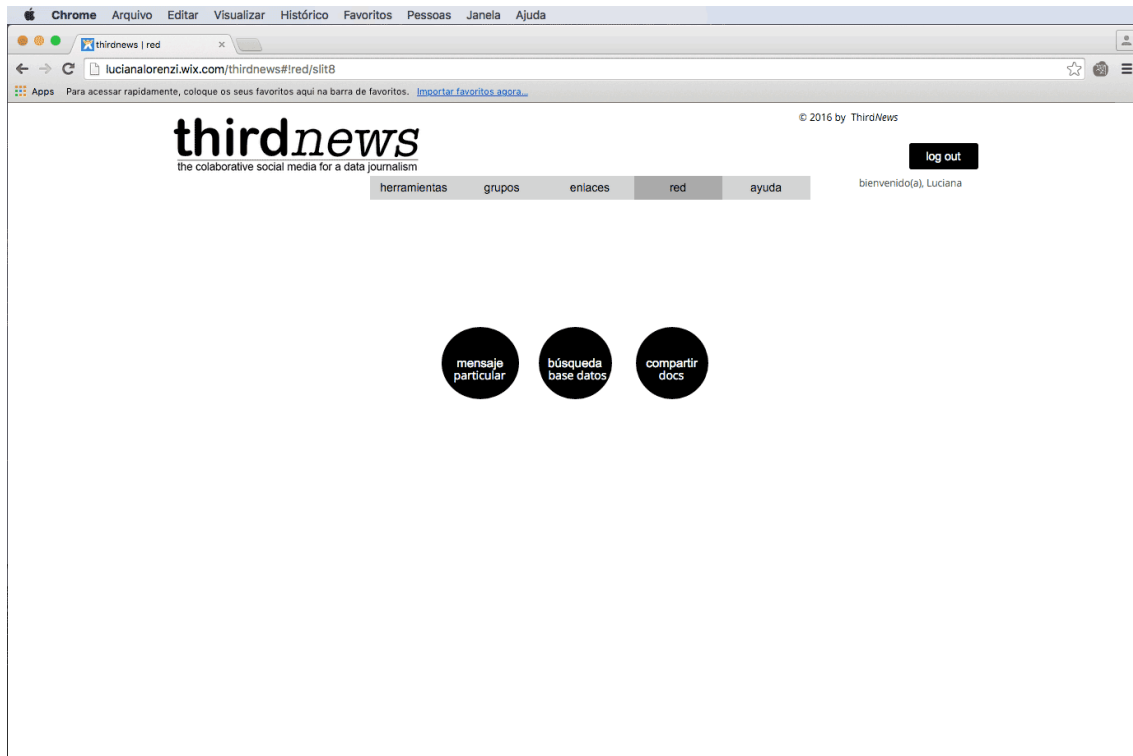 Chrome Arquivo Editar Visualizar Histórico Favoritos Pessoas Janela Ajuda
thirdnews | red
lucianalorenzi.wix.com/thirdnews#!red/slit8
Apps Para acessar rapidamente, coloque os seus favoritos aqui na barra de favoritos. Importar favoritos agora...
© 2016 by ThirdNews
thirdnews
the colaborative social media for a data journalism
log out
bienvenido(a), Luciana
herramientas grupos enlaces red ayuda
mensaje
particular
búsqueda
base datos
compartir
docs